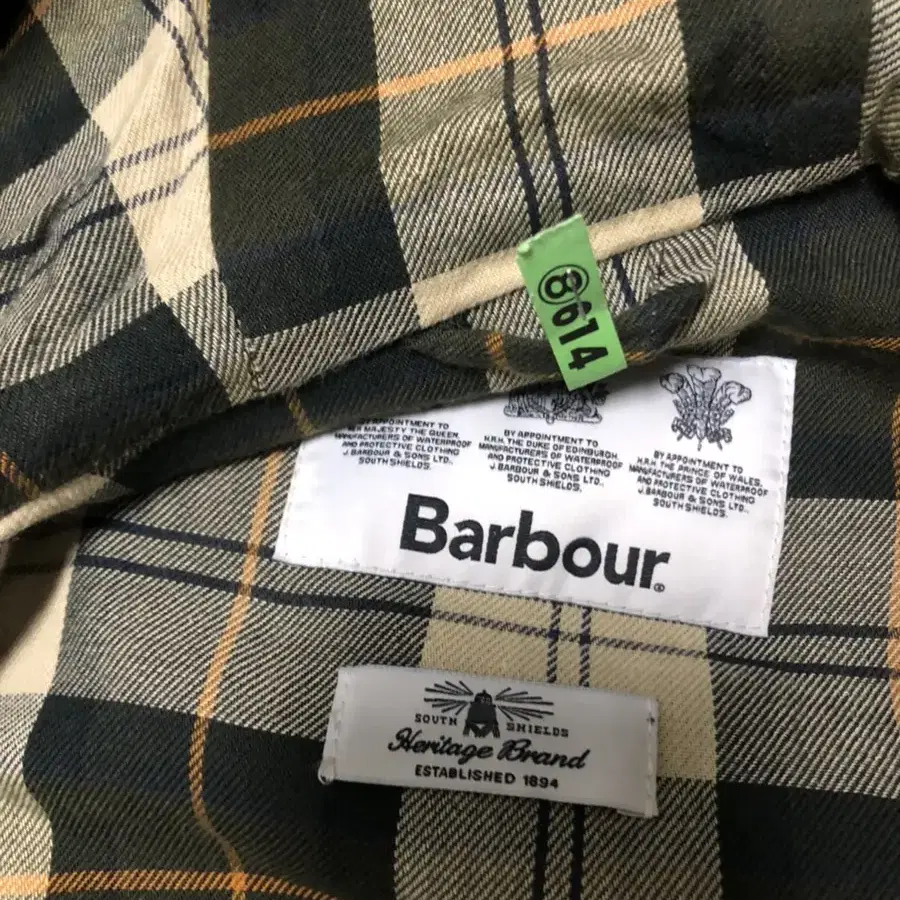 ⑧614
BY APPOINTMENT TO
HER MAJESTY THE QUEEN,
MANUFACTURERS OF WATERPROOF
AND PROTECTIVE CLOTHING
J. BARBOUR & SONS LTD.,
SOUTH SHIELDS.
BY APPOINTMENT TO
H.R.H. THE DUKE OF EDINBURGH,
MANUFACTURERS OF WATERPROOF
AND PROTECTIVE CLOTHING
J. BARBOUR & SONS LTD.,
SOUTH SHIELDS.
BY APPOINTMENT TO
H.R.H. THE PRINCE OF WALES,
MANUFACTURERS OF WATERPROOF
AND PROTECTIVE CLOTHING
J. BARBOUR & SONS LTD.,
SOUTH SHIELDS.
Barbour®
SOUTH SHIELDS
Heritage Brand
ESTABLISHED 1894